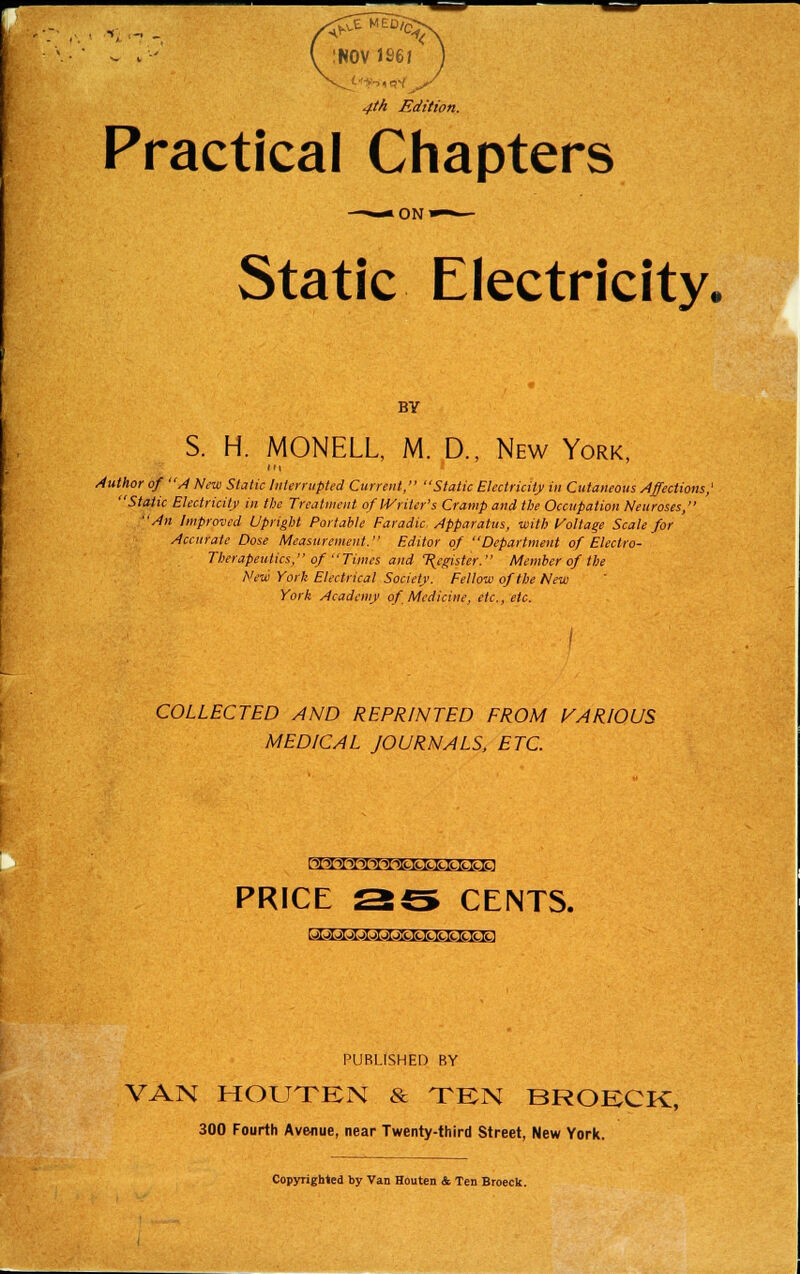 YALE MEDICAL
NOV 1961
LIBRARY
4th Edition.
Practical Chapters
ON
Static Electricity.
BY
S. H. MONELL, M. D., NEW YORK,
Author of "A New Static Interrupted Current," "Static Electricity in Cutaneous Affections,'
"Static Electricity in the Treatment of Writer's Cramp and the Occupation Neuroses,"
"An Improved Upright Portable Faradic Apparatus, with Voltage Scale for
Accurate Dose Measurement." Editor of "Department of Electro-
Therapeutics," of "Times and Register." Member of the
New York Electrical Society. Fellow of the New
York Academy of Medicine, etc., etc.
COLLECTED AND REPRINTED FROM VARIOUS
MEDICAL JOURNALS, ETC.
PRICE 25 CENTS.
PUBLISHED BY
VAN HOUTEN & TEN BROECK,
300 Fourth Avenue, near Twenty-third Street, New York.
Copyrighted by Van Houten & Ten Broeck.